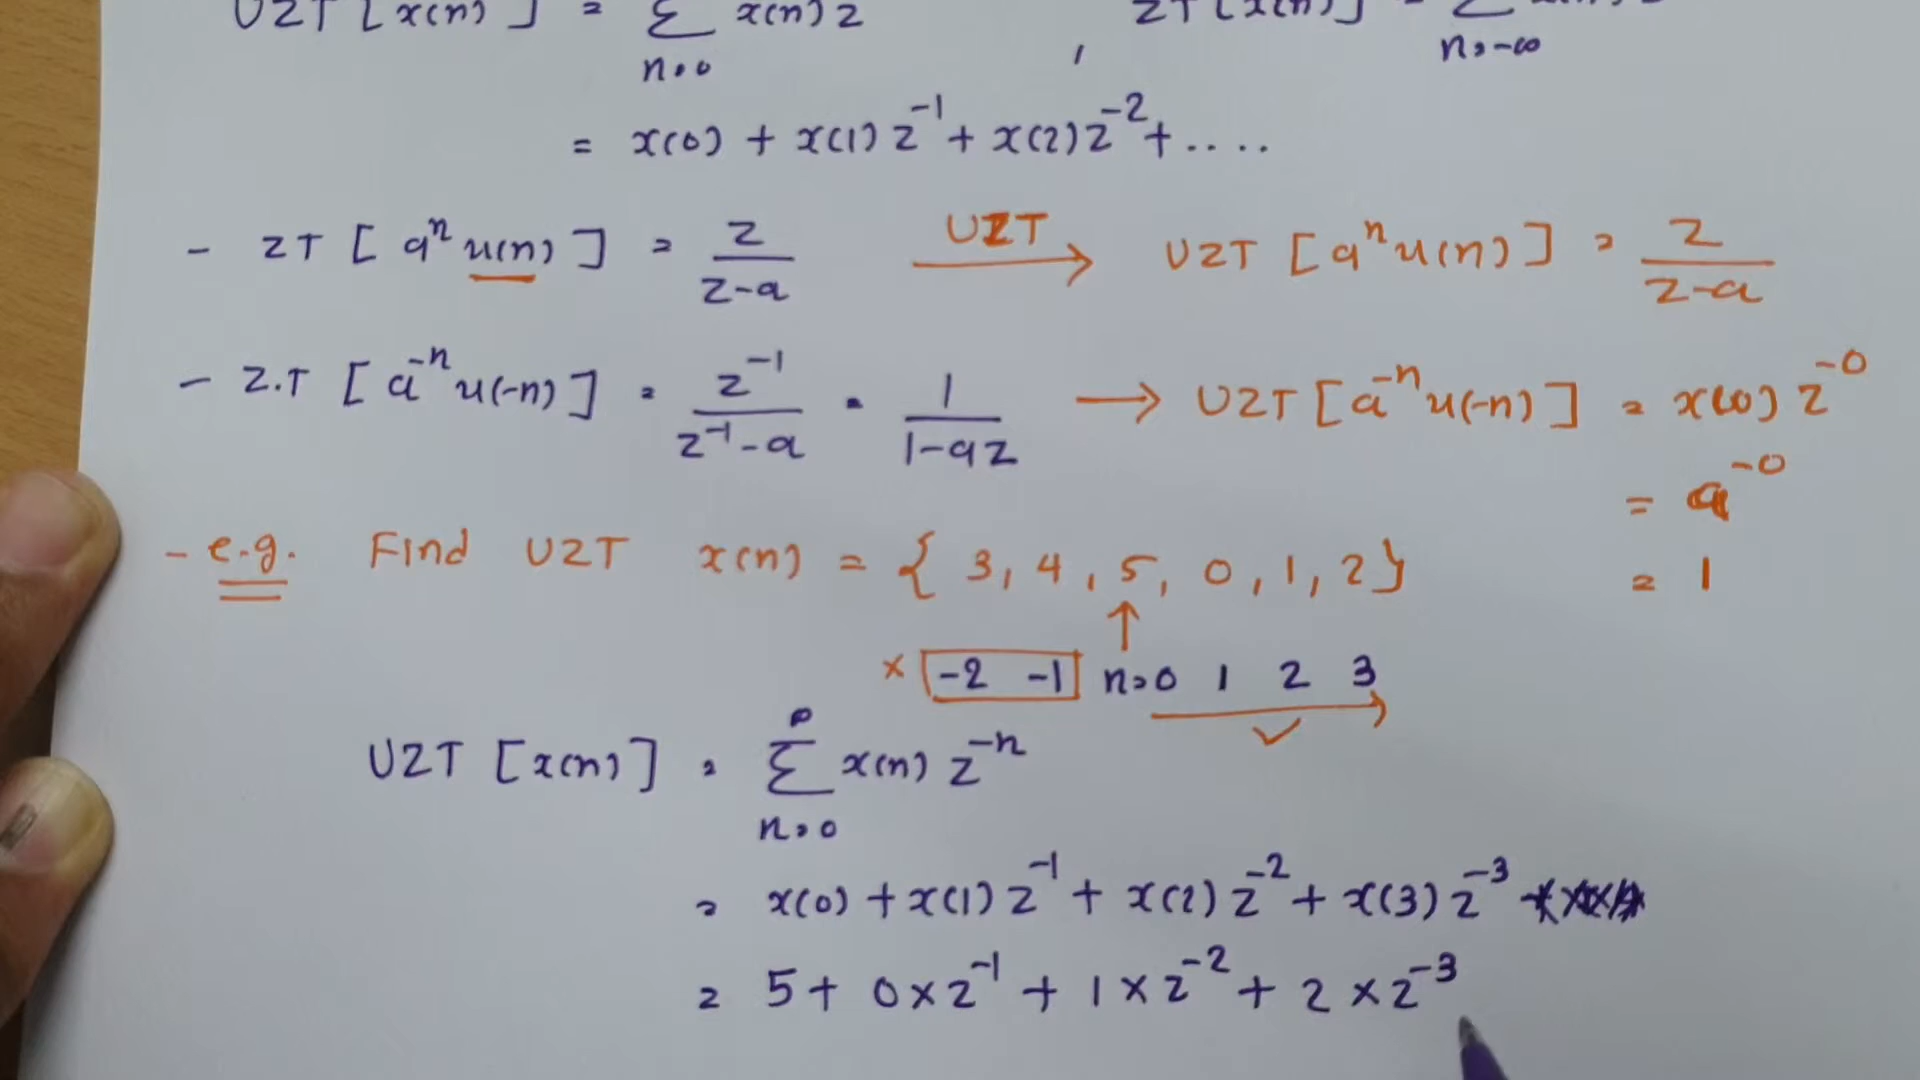 UZT [x(n)] = Σ x(n) z , ZT [x(n)] = Σ
n=0 n=-∞
= x(0) + x(1) z⁻¹ + x(2) z⁻² + ....
- ZT [aⁿ u(n)] = z/(z-a) UZT → UZT [aⁿ u(n)] = z/(z-a)
- Z.T [a⁻ⁿ u(-n)] = z⁻¹/(z⁻¹-a) = 1/(1-az) → UZT [a⁻ⁿ u(-n)] = x(0) z⁻⁰
= a⁻⁰
- e.g. Find UZT x(n) = { 3, 4, 5, 0, 1, 2} = 1
↑
x -2 -1 n=0 1 2 3
✓
UZT [x(n)] = Σ x(n) z⁻ⁿ
n=0
= x(0) + x(1) z⁻¹ + x(2) z⁻² + x(3) z⁻³
= 5 + 0 × z⁻¹ + 1 × z⁻² + 2 × z⁻³